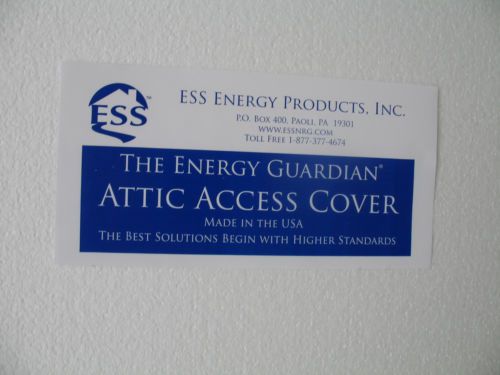 ESS™
ESS ENERGY PRODUCTS, INC.
P.O. BOX 400, PAOLI, PA 19301
WWW.ESSNRG.COM
TOLL FREE 1-877-377-4674
THE ENERGY GUARDIAN®
ATTIC ACCESS COVER
MADE IN THE USA
THE BEST SOLUTIONS BEGIN WITH HIGHER STANDARDS